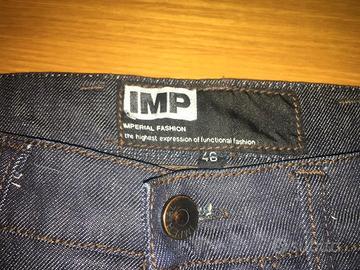 IMP
IMPERIAL FASHION
the highest expression of functional fashion
46